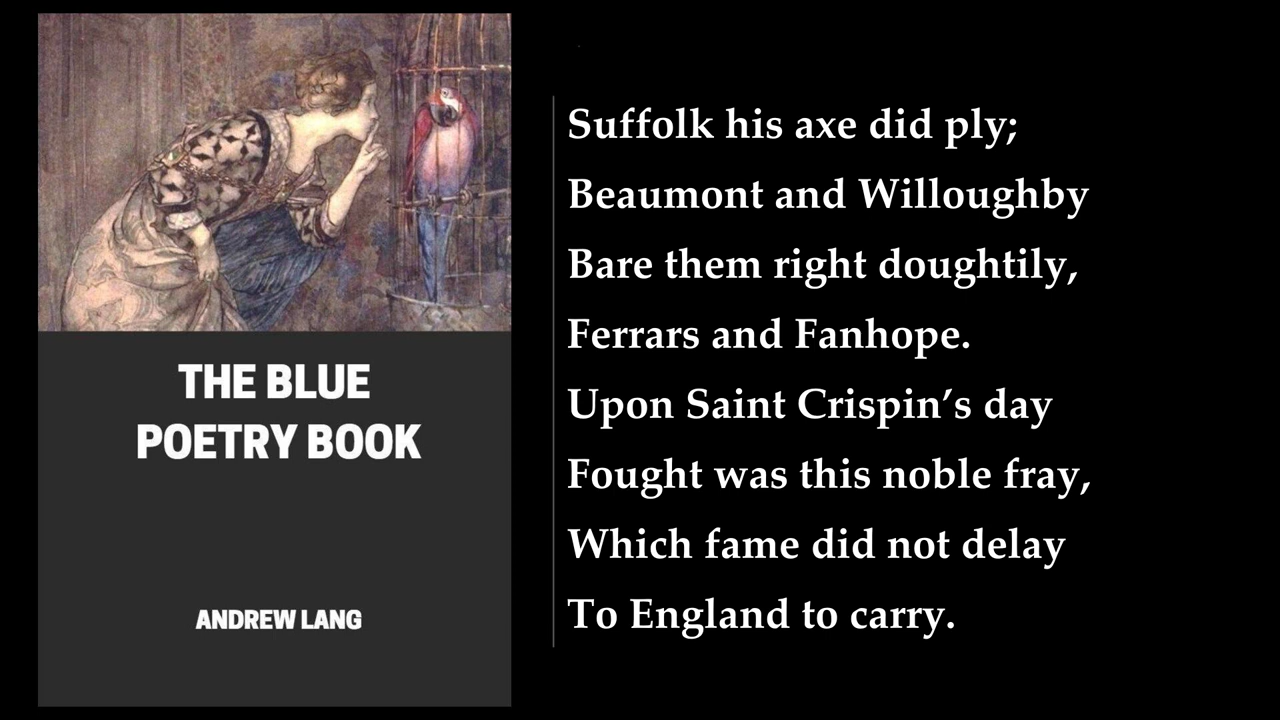 THE BLUE
POETRY BOOK
ANDREW LANG
Suffolk his axe did ply;
Beaumont and Willoughby
Bare them right doughtily,
Ferrars and Fanhope.
Upon Saint Crispin’s day
Fought was this noble fray,
Which fame did not delay
To England to carry.